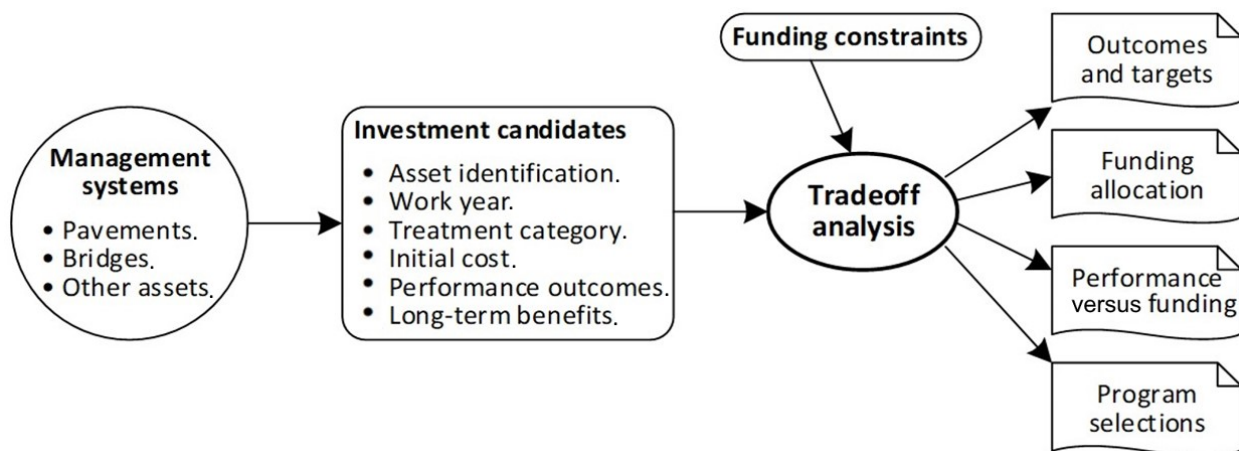 Management
systems
• Pavements.
• Bridges.
• Other assets.
Investment candidates
• Asset identification.
• Work year.
• Treatment category.
• Initial cost.
• Performance outcomes.
• Long-term benefits.
Funding constraints
Tradeoff
analysis
Outcomes
and targets
Funding
allocation
Performance
versus funding
Program
selections